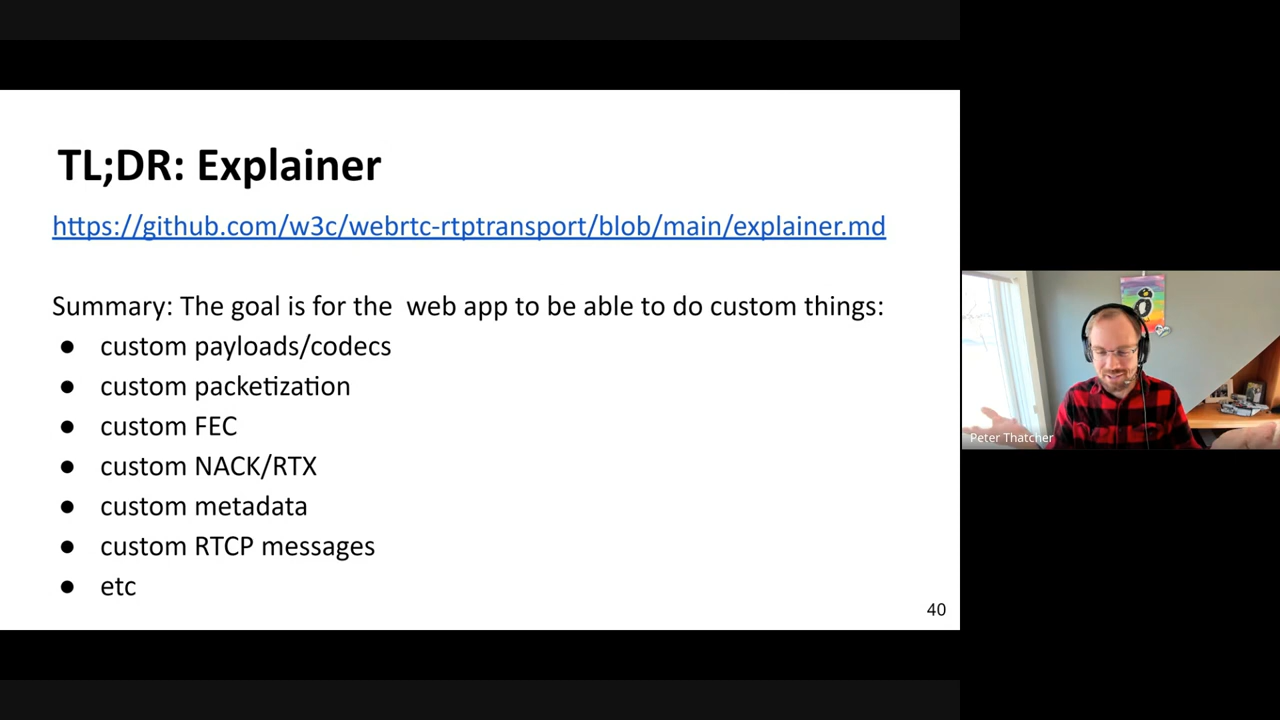 TL;DR: Explainer
https://github.com/w3c/webrtc-rtptransport/blob/main/explainer.md
Summary: The goal is for the  web app to be able to do custom things:
● custom payloads/codecs
● custom packetization
● custom FEC
● custom NACK/RTX
● custom metadata
● custom RTCP messages
● etc
40
Peter Thatcher